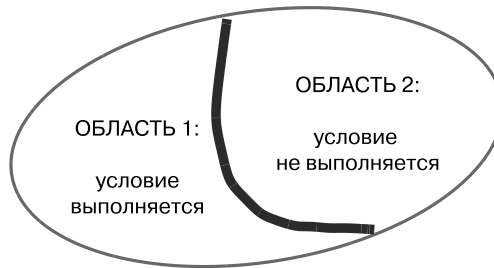 ОБЛАСТЬ 1:
условие
выполняется
ОБЛАСТЬ 2:
условие
не выполняется